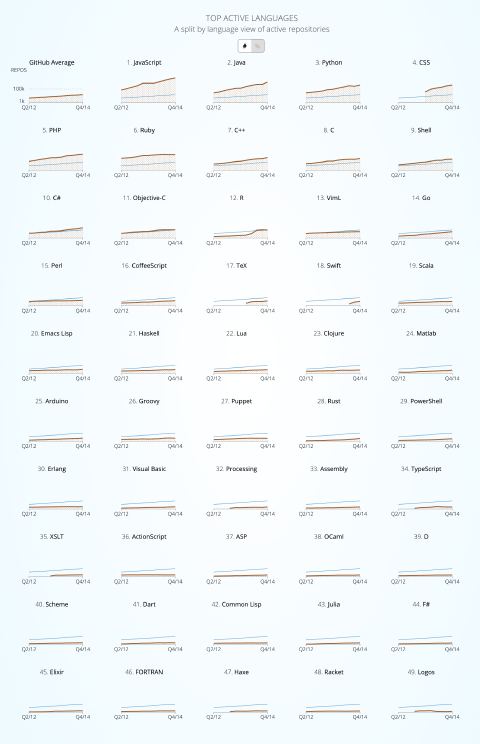 TOP ACTIVE LANGUAGES
A split by language view of active repositories
GitHub Average
REPOS
100k
1k
Q2/12 Q4/14
1. JavaScript
Q2/12 Q4/14
2. Java
Q2/12 Q4/14
3. Python
Q2/12 Q4/14
4. CSS
Q2/12 Q4/14
5. PHP
Q2/12 Q4/14
6. Ruby
Q2/12 Q4/14
7. C++
Q2/12 Q4/14
8. C
Q2/12 Q4/14
9. Shell
Q2/12 Q4/14
10. C#
Q2/12 Q4/14
11. Objective-C
Q2/12 Q4/14
12. R
Q2/12 Q4/14
13. VimL
Q2/12 Q4/14
14. Go
Q2/12 Q4/14
15. Perl
Q2/12 Q4/14
16. CoffeeScript
Q2/12 Q4/14
17. TeX
Q2/12 Q4/14
18. Swift
Q2/12 Q4/14
19. Scala
Q2/12 Q4/14
20. Emacs Lisp
Q2/12 Q4/14
21. Haskell
Q2/12 Q4/14
22. Lua
Q2/12 Q4/14
23. Clojure
Q2/12 Q4/14
24. Matlab
Q2/12 Q4/14
25. Arduino
Q2/12 Q4/14
26. Groovy
Q2/12 Q4/14
27. Puppet
Q2/12 Q4/14
28. Rust
Q2/12 Q4/14
29. PowerShell
Q2/12 Q4/14
30. Erlang
Q2/12 Q4/14
31. Visual Basic
Q2/12 Q4/14
32. Processing
Q2/12 Q4/14
33. Assembly
Q2/12 Q4/14
34. TypeScript
Q2/12 Q4/14
35. XSLT
Q2/12 Q4/14
36. ActionScript
Q2/12 Q4/14
37. ASP
Q2/12 Q4/14
38. OCaml
Q2/12 Q4/14
39. D
Q2/12 Q4/14
40. Scheme
Q2/12 Q4/14
41. Dart
Q2/12 Q4/14
42. Common Lisp
Q2/12 Q4/14
43. Julia
Q2/12 Q4/14
44. F#
Q2/12 Q4/14
45. Elixir
Q2/12 Q4/14
46. FORTRAN
Q2/12 Q4/14
47. Haxe
Q2/12 Q4/14
48. Racket
Q2/12 Q4/14
49. Logos
Q2/12 Q4/14